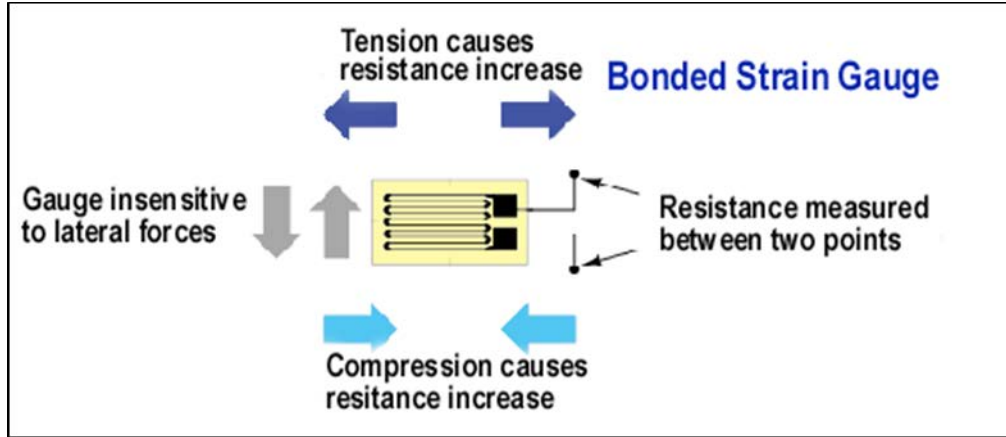 Tension causes
resistance increase
Bonded Strain Gauge
Gauge insensitive
to lateral forces
Resistance measured
between two points
Compression causes
resitance increase